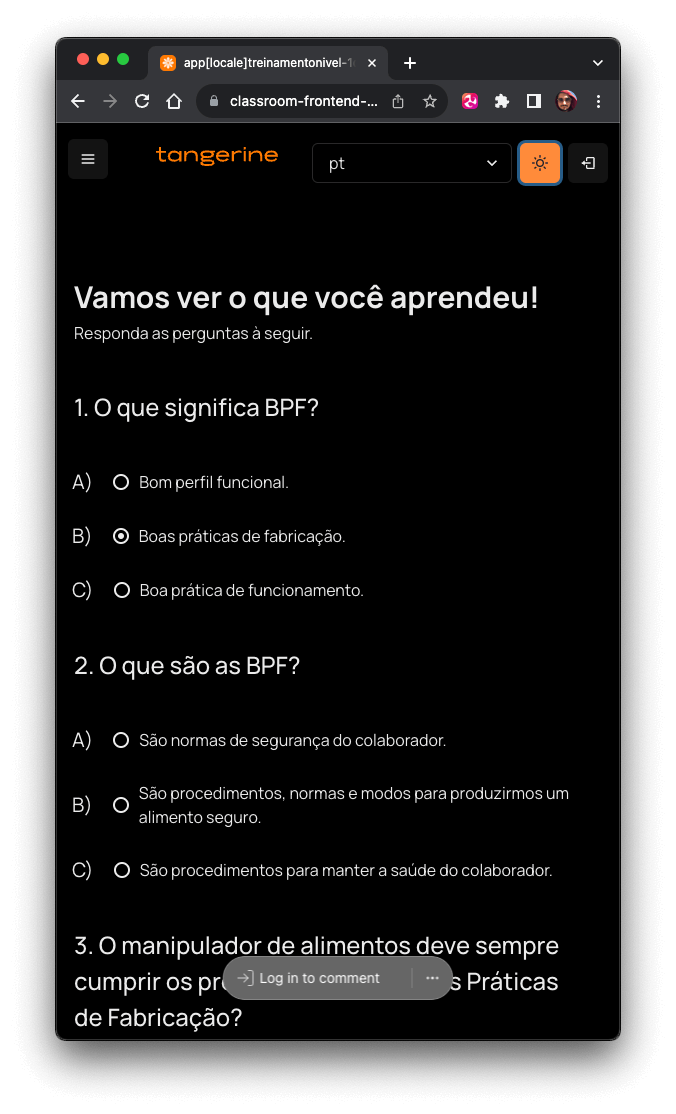 app[locale]treinamentonivel-1
classroom-frontend-...
tangerine
pt
Vamos ver o que você aprendeu!
Responda as perguntas à seguir.
1. O que significa BPF?
A) Bom perfil funcional.
B) Boas práticas de fabricação.
C) Boa prática de funcionamento.
2. O que são as BPF?
A) São normas de segurança do colaborador.
B) São procedimentos, normas e modos para produzirmos um
alimento seguro.
C) São procedimentos para manter a saúde do colaborador.
3. O manipulador de alimentos deve sempre
cumprir os Práticas
Log in to comment
de Fabricação?